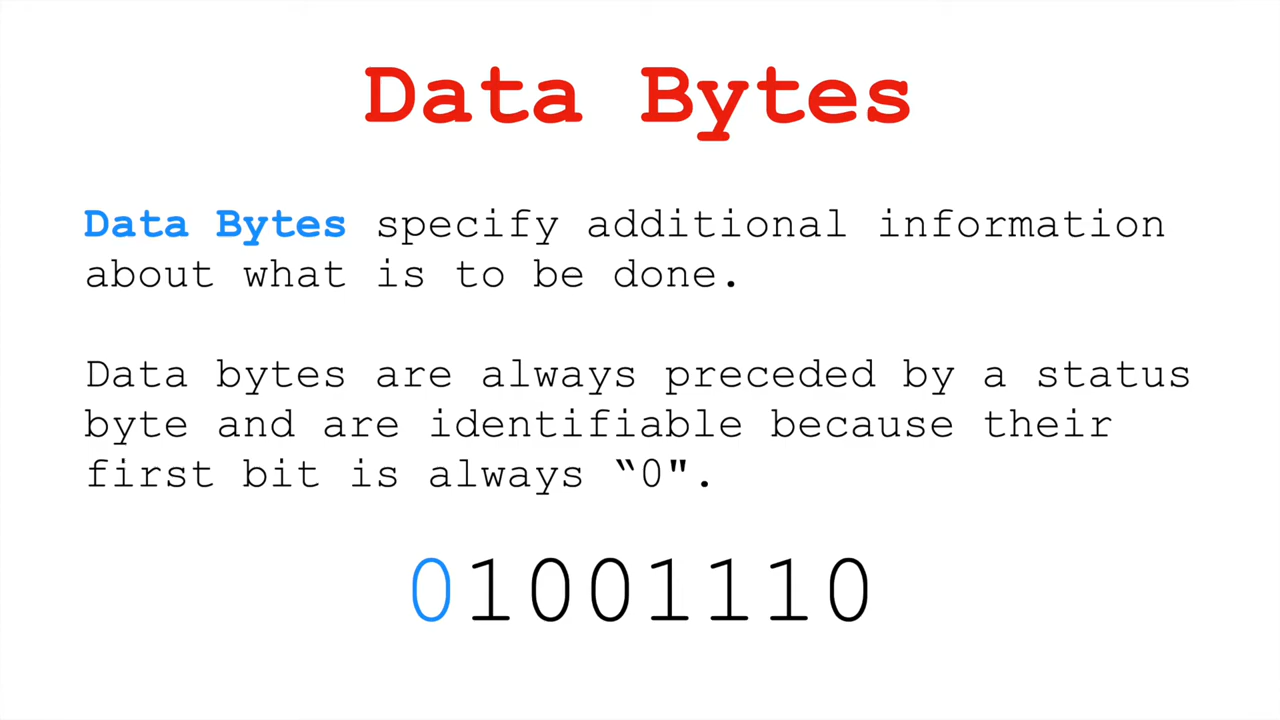 Data Bytes
Data Bytes specify additional information
about what is to be done.
Data bytes are always preceded by a status
byte and are identifiable because their
first bit is always “0".
01001110